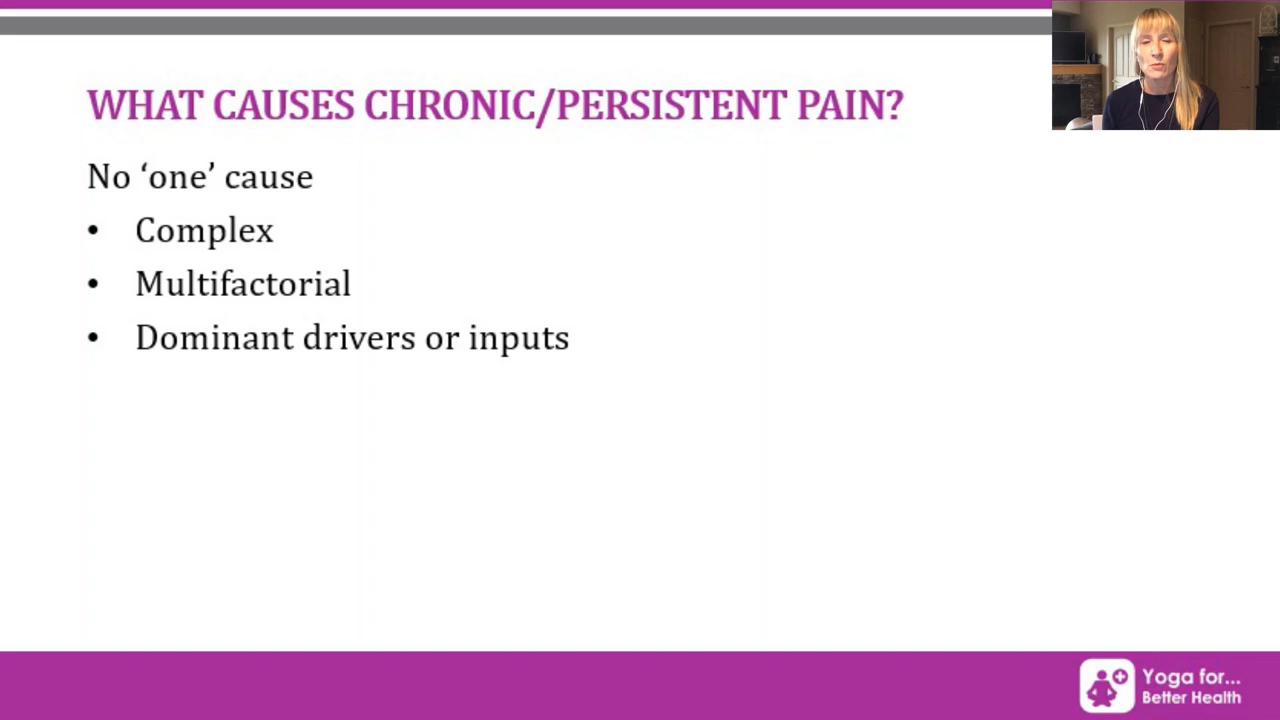 WHAT CAUSES CHRONIC/PERSISTENT PAIN?
No ‘one’ cause
• Complex
• Multifactorial
• Dominant drivers or inputs
Yoga for...
Better Health